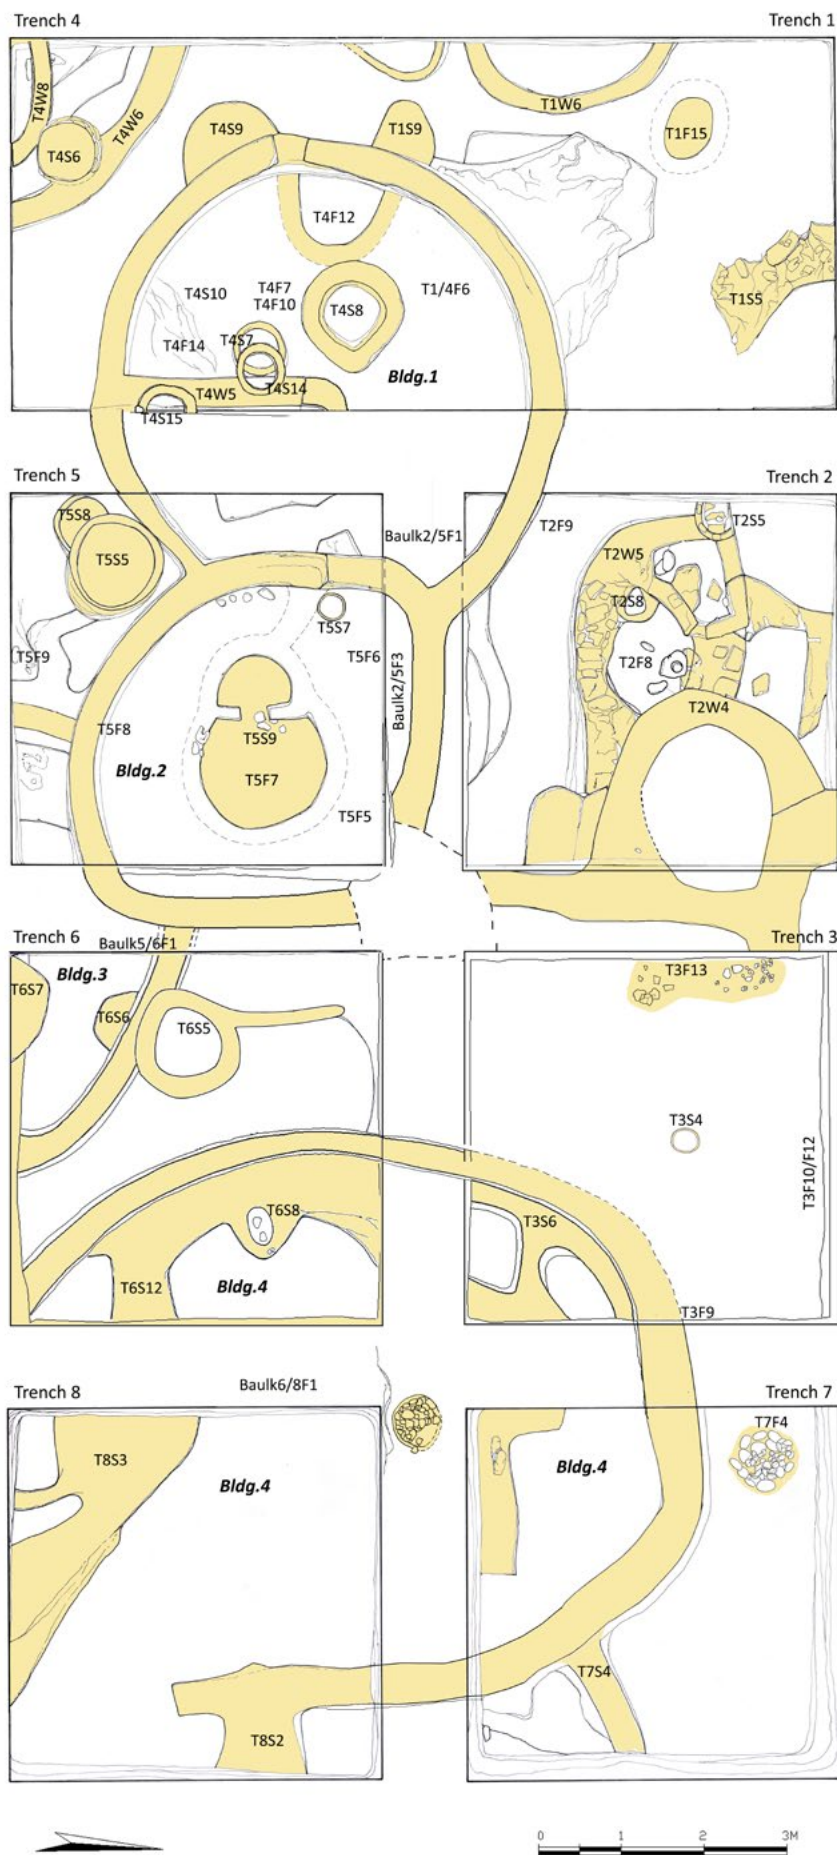 Trench 4
Trench 1
T4W8
T4W6
T4S6
T4S9
T1S9
T1W6
T1F15
T4F12
T4S10
T4F7
T4F10
T4S8
T1/4F6
T1S5
T4F14
T4S7
Bldg.1
T4W5
T4S14
T4S15
Trench 5
Trench 2
T5S8
T5S5
Baulk2/5F1
T2F9
T2S5
T2W5
T2S8
T5S7
T5F9
T5F6
Baulk2/5F3
T2F8
T5F8
T5S9
T2W4
Bldg.2
T5F7
T5F5
Trench 6
Baulk5/6F1
Trench 3
Bldg.3
T3F13
T6S7
T6S6
T6S5
T3S4
T3F10/F12
T6S8
T3S6
T6S12
Bldg.4
T3F9
Trench 8
Baulk6/8F1
Trench 7
T7F4
T8S3
Bldg.4
Bldg.4
T7S4
T8S2
0 1 2 3M